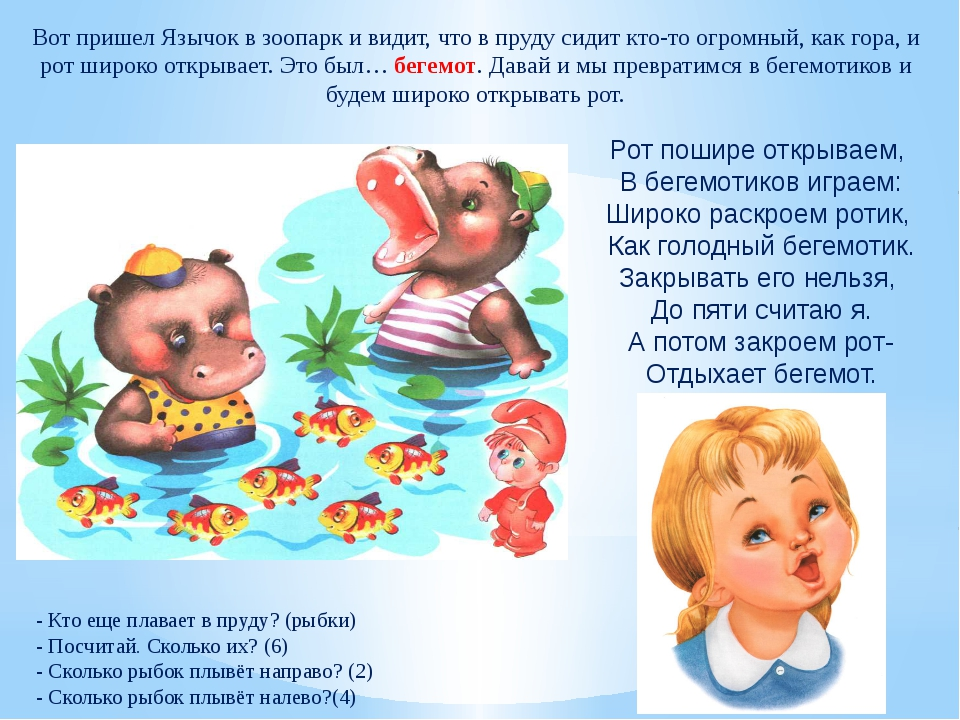 Вот пришел Язычок в зоопарк и видит, что в пруду сидит кто-то огромный, как гора, и
рот широко открывает. Это был… бегемот. Давай и мы превратимся в бегемотиков и
будем широко открывать рот.
Рот пошире открываем,
В бегемотиков играем:
Широко раскроем ротик,
Как голодный бегемотик.
Закрывать его нельзя,
До пяти считаю я.
А потом закроем рот-
Отдыхает бегемот.
- Кто еще плавает в пруду? (рыбки)
- Посчитай. Сколько их? (6)
- Сколько рыбок плывёт направо? (2)
- Сколько рыбок плывёт налево?(4)